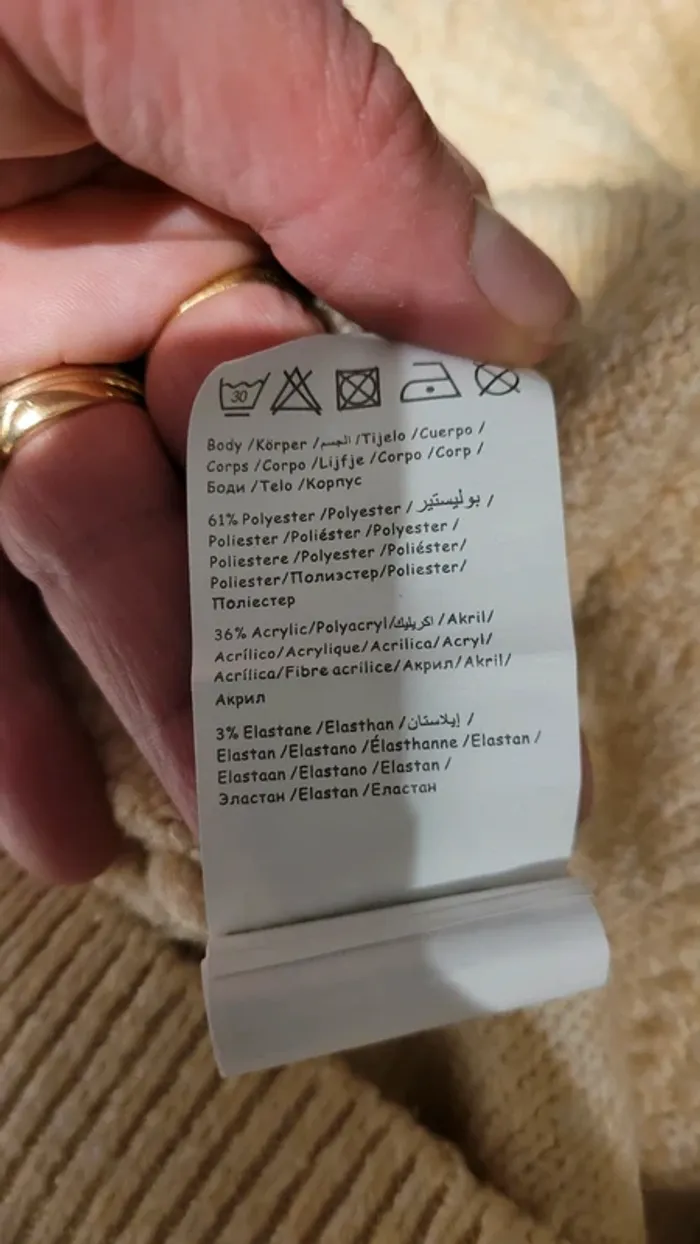 30
Body /Körper /الجسم /Tijelo /Cuerpo /
Corps /Corpo /Lijfje /Corpo /Corp /
Боди /Telo /Корпус
61% Polyester /Polyester / بوليستير /
Poliester /Poliéster /Polyester /
Poliestere /Polyester /Poliéster/
Poliester/Полиэстер/Poliester/
Поліестер
36% Acrylic/Polyacryl/اكريليك /Akril/
Acrílico/Acrylique/Acrilica/Acryl/
Acrílica/Fibre acrilice/Акрил/Akril/
Акрил
3% Elastane /Elasthan /إيلاستان /
Elastan /Elastano /Élasthanne /Elastan /
Elastaan /Elastano /Elastan /
Эластан /Elastan /Еластан